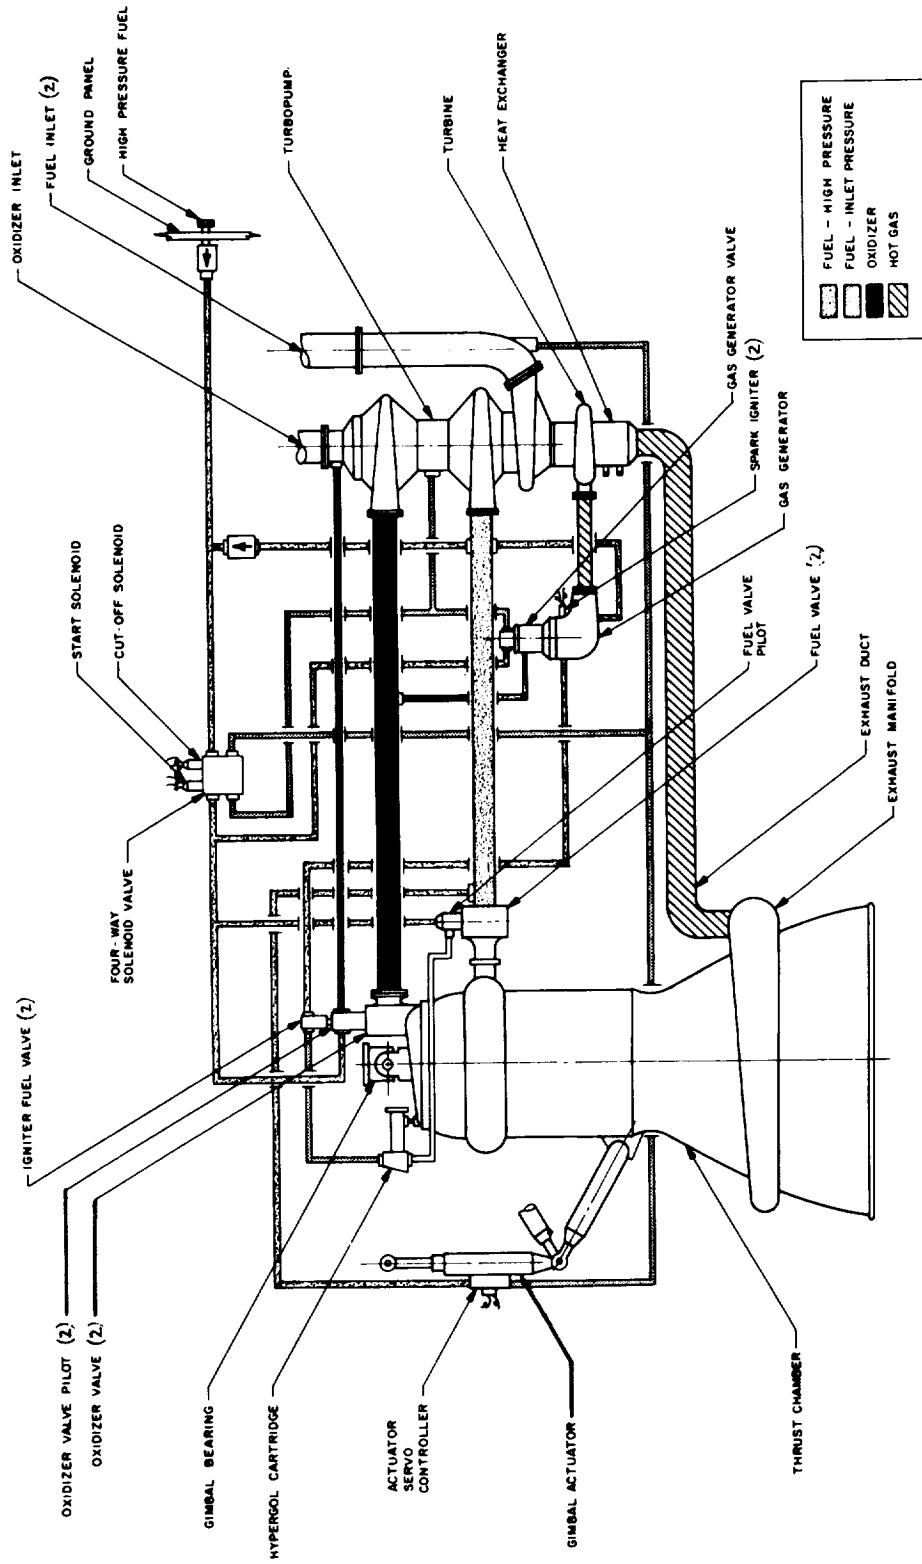 OXIDIZER INLET
FUEL INLET (2)
GROUND PANEL
HIGH PRESSURE FUEL
START SOLENOID
CUT-OFF SOLENOID
FOUR-WAY
SOLENOID VALVE
IGNITER FUEL VALVE (2)
OXIDIZER VALVE PILOT (2)
OXIDIZER VALVE (2)
GIMBAL BEARING
HYPERGOL CARTRIDGE
ACTUATOR
SERVO
CONTROLLER
GIMBAL ACTUATOR
THRUST CHAMBER
TURBOPUMP
TURBINE
HEAT EXCHANGER
GAS GENERATOR VALVE
SPARK IGNITER (2)
GAS GENERATOR
FUEL VALVE
PILOT
FUEL VALVE (2)
EXHAUST DUCT
EXHAUST MANIFOLD
FUEL - HIGH PRESSURE
FUEL - INLET PRESSURE
OXIDIZER
HOT GAS